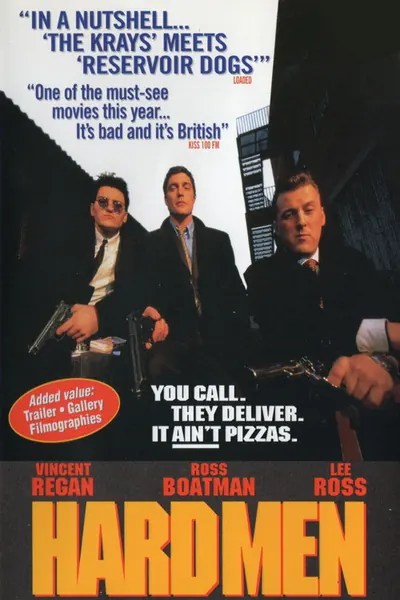 "IN A NUTSHELL...
'THE KRAYS' MEETS
'RESERVOIR DOGS'"
LOADED
"One of the must-see
movies this year...
It's bad and it's British"
KISS 100 FM
Added value:
Trailer • Gallery
Filmographies
YOU CALL.
THEY DELIVER.
IT AIN'T PIZZAS.
VINCENT ROSS LEE
REGAN BOATMAN ROSS
HARD MEN